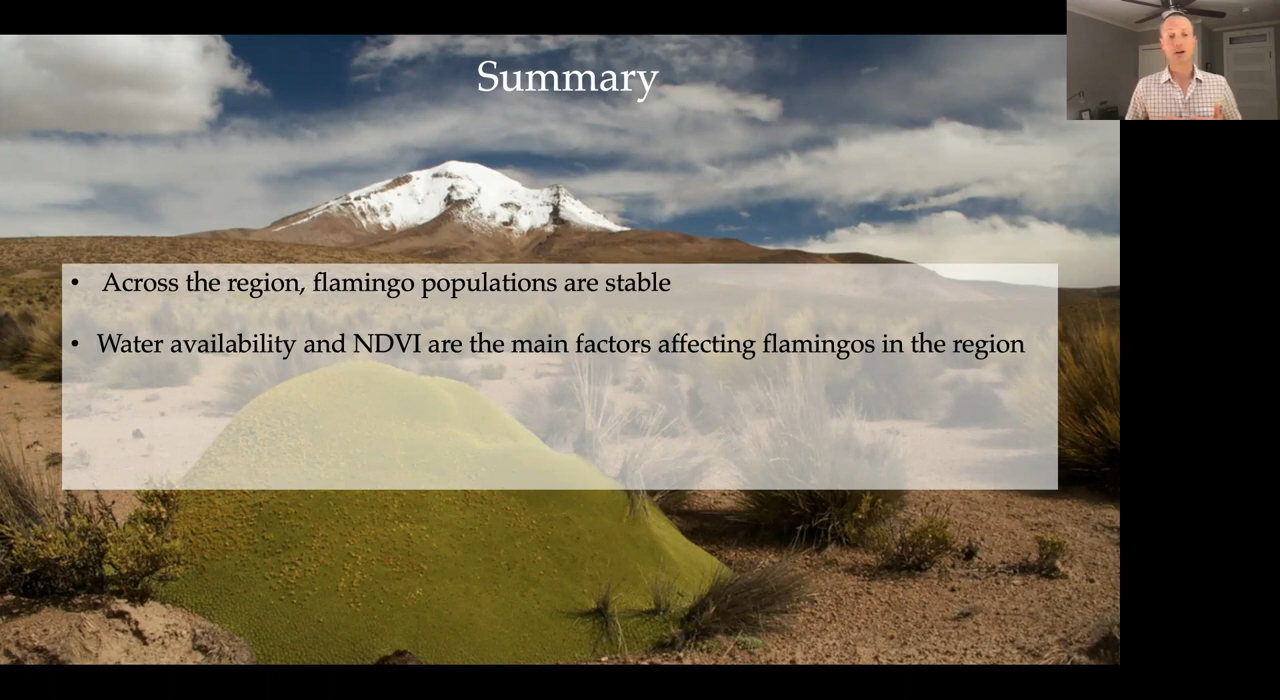 Summary
• Across the region, flamingo populations are stable
• Water availability and NDVI are the main factors affecting flamingos in the region